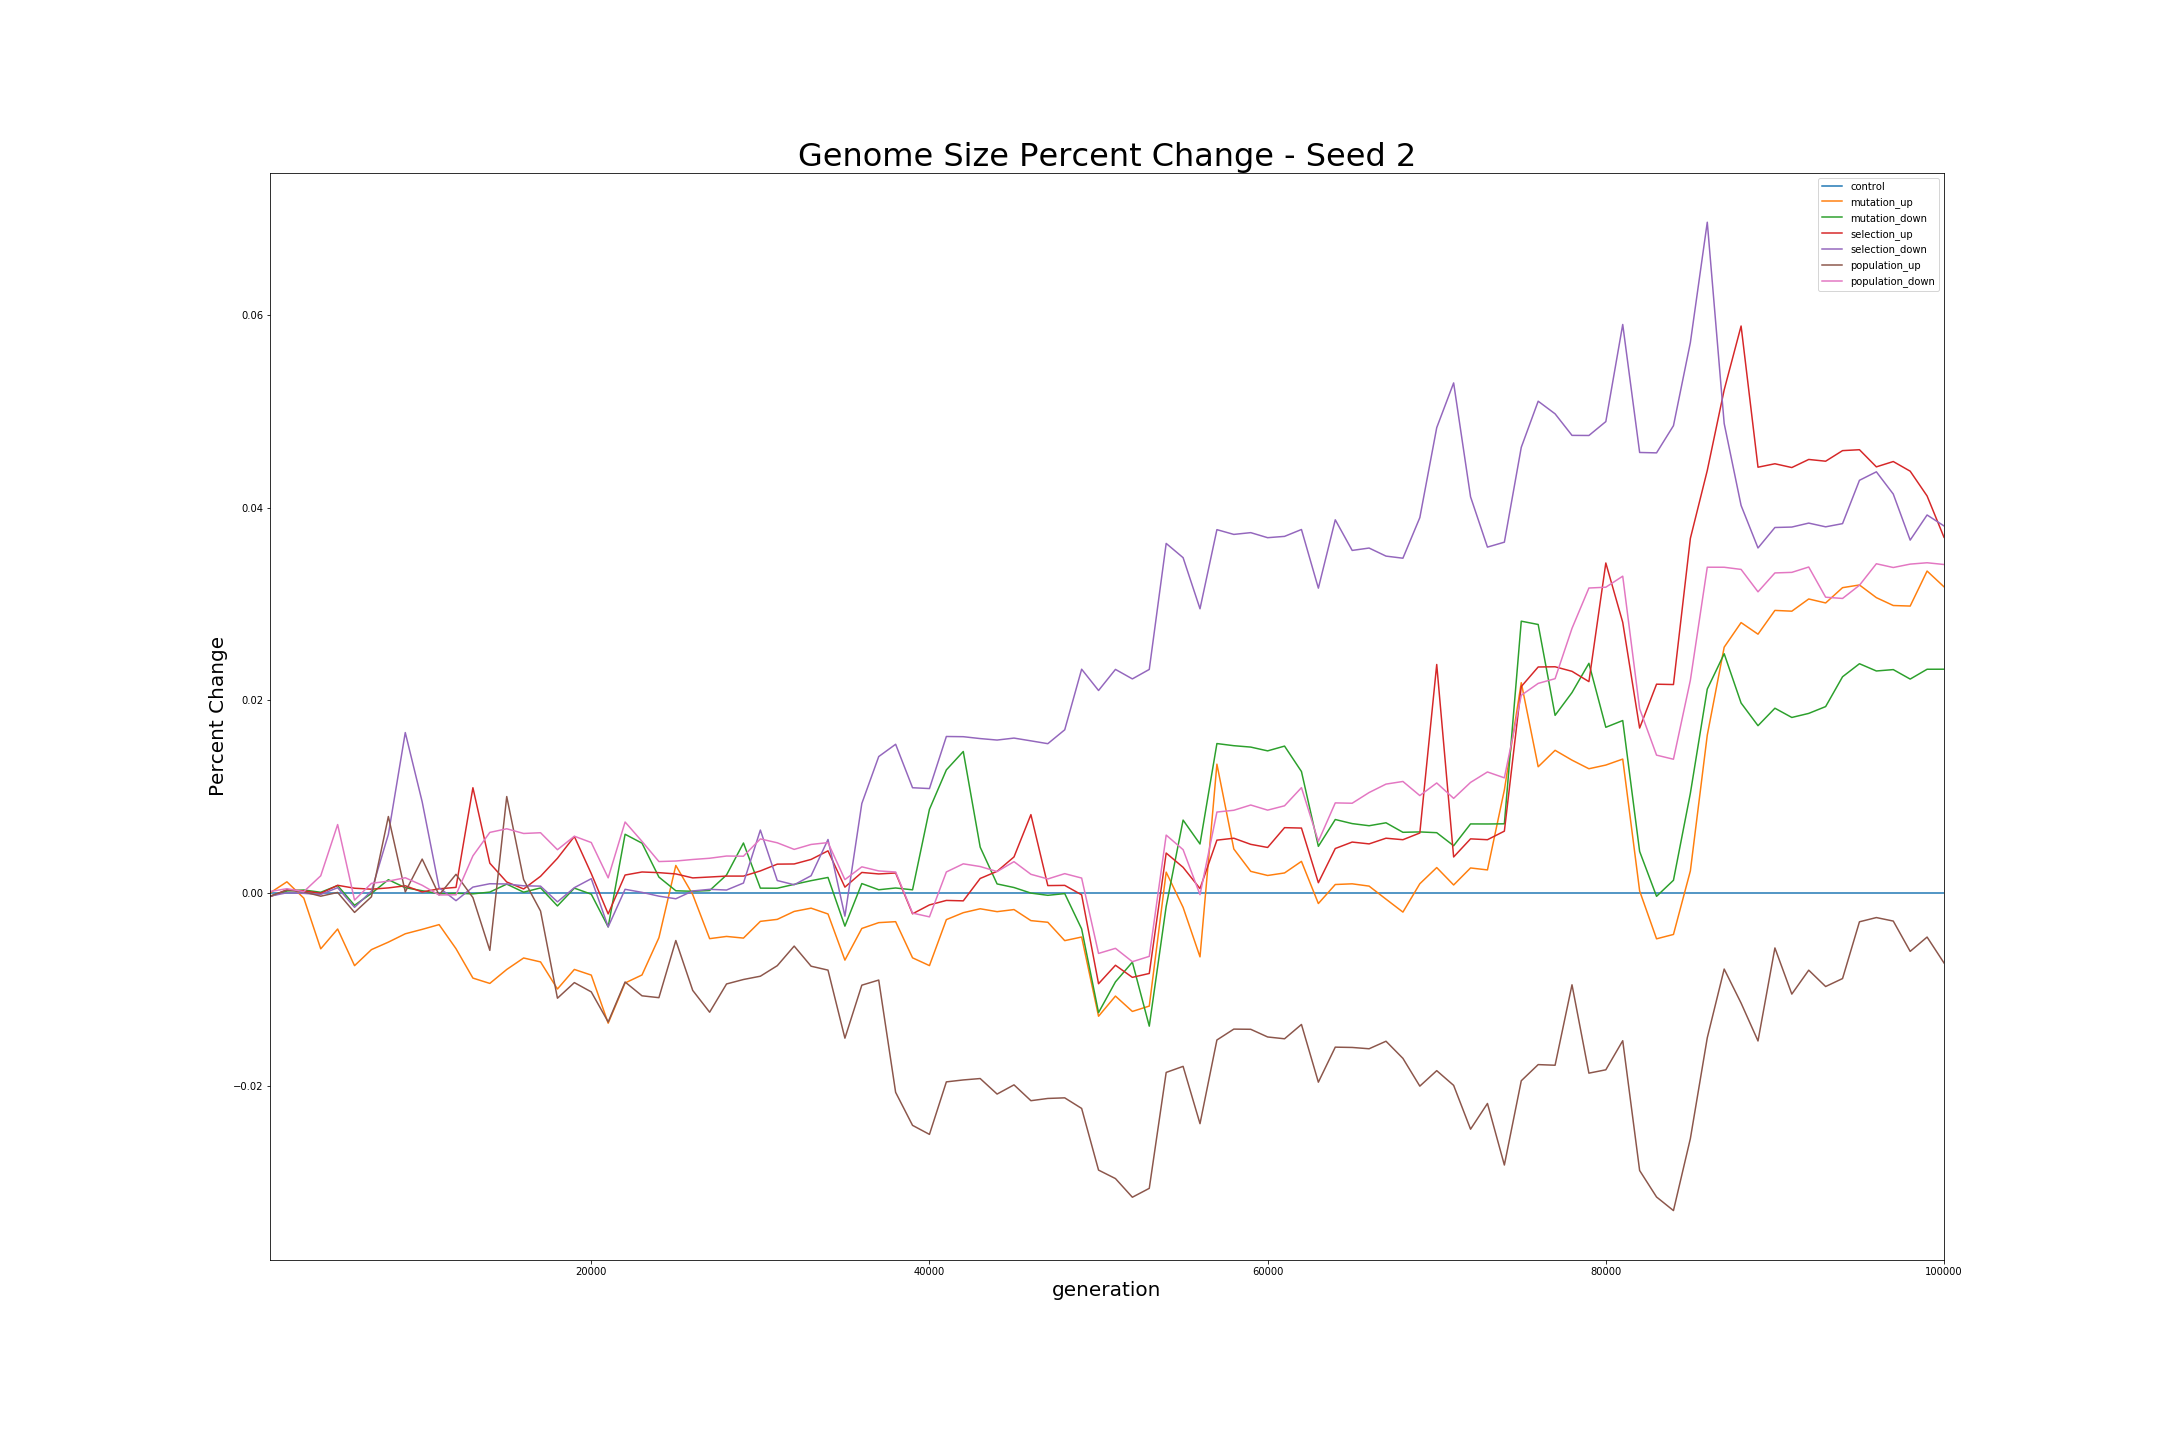 Genome Size Percent Change - Seed 2
control
mutation_up
mutation_down
selection_up
selection_down
population_up
population_down
Percent Change
0.06
0.04
0.02
0.00
−0.02
20000
40000
60000
80000
100000
generation